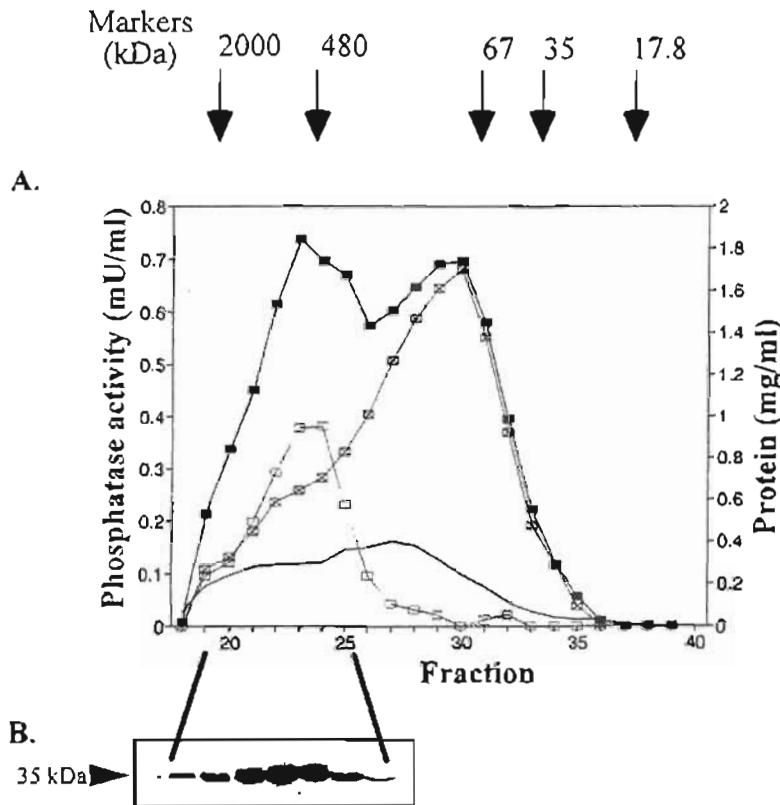 Markers
(kDa)
2000 480 67 35 17.8
A.
Phosphatase activity (mU/ml)
0.8
0.7
0.6
0.5
0.4
0.3
0.2
0.1
0
2
1.8
1.6
1.4
1.2
1
0.8
0.6
0.4
0.2
0
Protein (mg/ml)
20 25 30 35 40
Fraction
B.
35 kDa